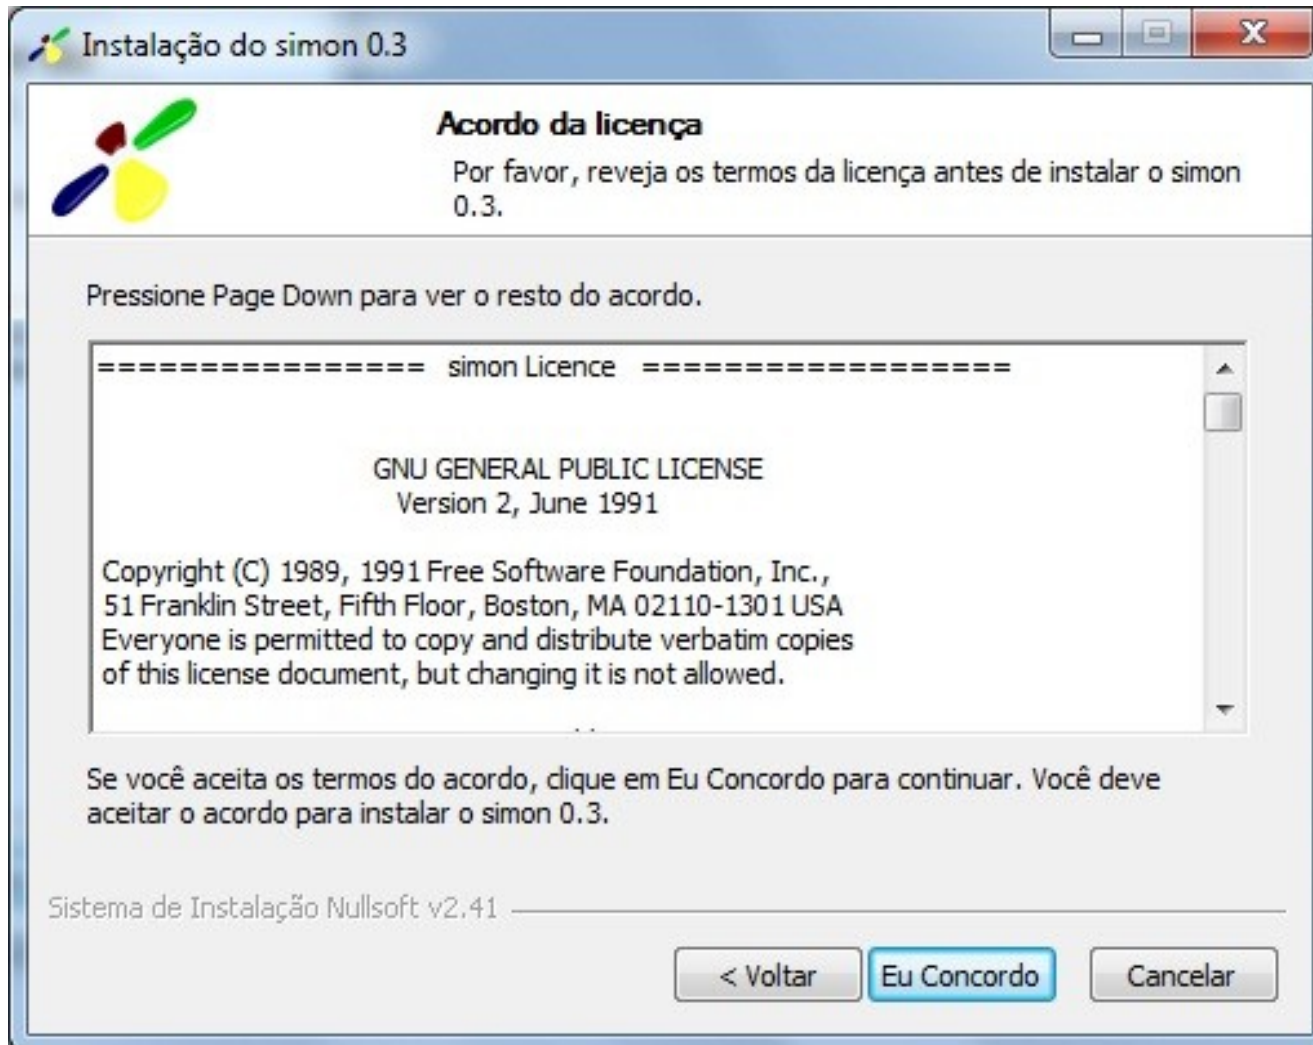 Instalação do simon 0.3
Acordo da licença
Por favor, reveja os termos da licença antes de instalar o simon
0.3.
Pressione Page Down para ver o resto do acordo.
================ simon Licence ==================
GNU GENERAL PUBLIC LICENSE
Version 2, June 1991
Copyright (C) 1989, 1991 Free Software Foundation, Inc.,
51 Franklin Street, Fifth Floor, Boston, MA 02110-1301 USA
Everyone is permitted to copy and distribute verbatim copies
of this license document, but changing it is not allowed.
Se você aceita os termos do acordo, clique em Eu Concordo para continuar. Você deve
aceitar o acordo para instalar o simon 0.3.
Sistema de Instalação Nullsoft v2.41
< Voltar
Eu Concordo
Cancelar